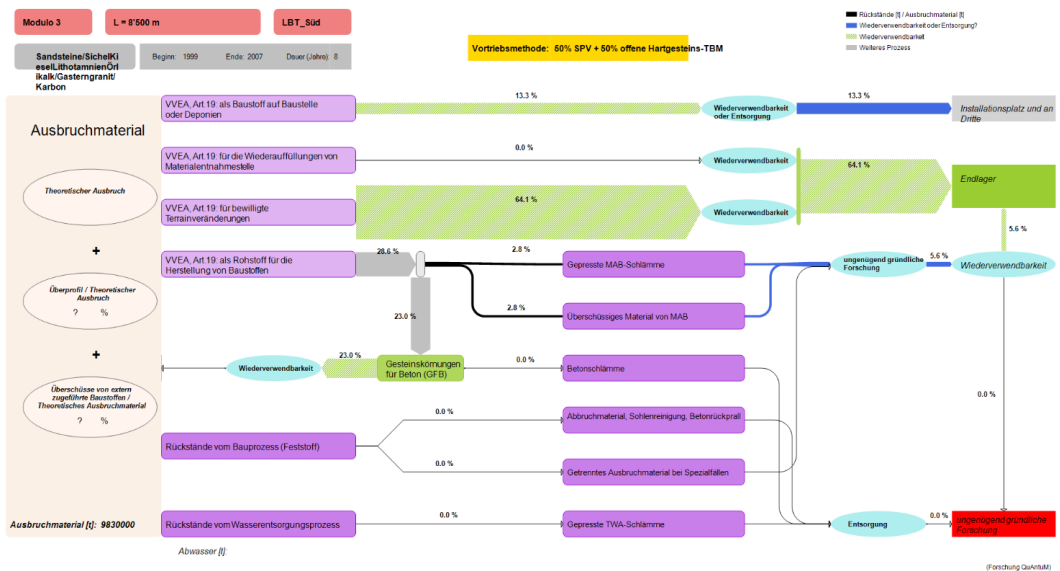 Modulo 3
L = 8'500 m
LBT_Süd
Rückstände [t] / Ausbruchmaterial [t]
Wiederverwendbarkeit oder Entsorgung?
Wiederverwendbarkeit
Weiteres Prozess
Sandsteine/SichelKi
eselLithotamnienÖrl
ikalk/Gasterngranit/
Karbon
Beginn: 1999
Ende: 2007
Dauer (Jahre): 8
Vortriebsmethode: 50% SPV + 50% offene Hartgesteins-TBM
Ausbruchmaterial
Theoretischer Ausbruch
+
Überprofil / Theoretischer
Ausbruch
? %
+
Überschüsse von extern
zugeführte Baustoffen /
Theoretisches Ausbruchmaterial
? %
Ausbruchmaterial [t]: 9830000
VVEA, Art.19: als Baustoff auf Baustelle
oder Deponien
13.3 %
Wiederverwendbarkeit
oder Entsorgung
13.3 %
Installationsplatz und an
Dritte
VVEA, Art.19: für die Wiederauffüllungen von
Materialentnahmestelle
0.0 %
Wiederverwendbarkeit
64.1 %
Endlager
VVEA, Art.19: für bewilligte
Terrainveränderungen
64.1 %
Wiederverwendbarkeit
5.6 %
VVEA, Art.19: als Rohstoff für die
Herstellung von Baustoffen
28.6 %
2.8 %
Gepresste MAB-Schlämme
ungenügend gründliche
Forschung
5.6 %
Wiederverwendbarkeit
23.0 %
2.8 %
Überschüssiges Material von MAB
Wiederverwendbarkeit
23.0 %
Gesteinskörnungen
für Beton (GFB)
0.0 %
Betonschlämme
0.0 %
0.0 %
Abbruchmaterial, Sohlenreinigung, Betonrückprall
Rückstände vom Bauprozess (Feststoff)
0.0 %
Getrenntes Ausbruchmaterial bei Spezialfällen
Rückstände vom Wasserentsorgungsprozess
0.0 %
Gepresste TWA-Schlämme
Entsorgung
0.0 %
ungenügend gründliche
Forschung
Abwasser [t]:
(Forschung QuAntuM)